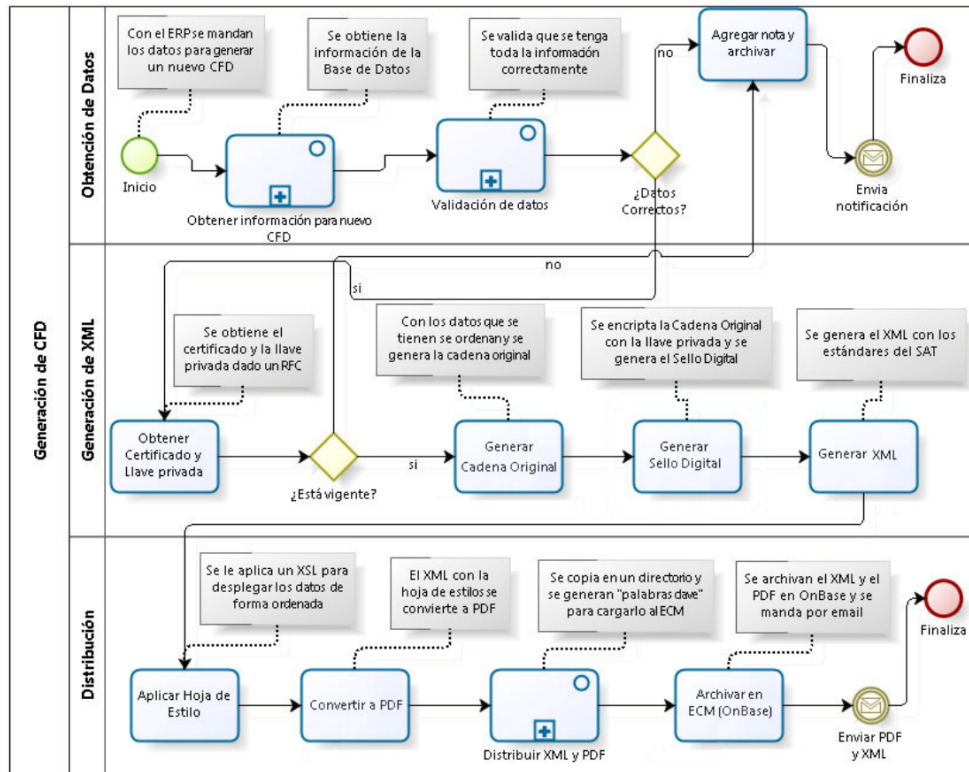 Generación de CFD
Obtención de Datos
Con el ERP se mandan
los datos para generar
un nuevo CFD
Se obtiene la
información de la
Base de Datos
Se valida que se tenga
toda la información
correctamente
no
Agregar nota y
archivar
Finaliza
Inicio
Obtener información para nuevo
CFD
Validación de datos
¿Datos
Correctos?
Envia
notificación
Generación de XML
no
si
Se obtiene el
certificado y la llave
privada dado un RFC
Con los datos que se
tienen se ordenan y se
genera la cadena original
Se encripta la Cadena Original
con la llave privada y se
genera el Sello Digital
Se genera el XML con los
estándares del SAT
Obtener
Certificado y
Llave privada
¿Está vigente?
si
Generar
Cadena Original
Generar
Sello Digital
Generar XML
Distribución
Se le aplica un XSL para
desplegar los datos de
forma ordenada
El XML con la
hoja de estilos se
convierte a PDF
Se copia en un directorio y
se generan "palabras clave"
para cargarlo al ECM
Se archivan el XML y el
PDF en OnBase y se
manda por email
Finaliza
Aplicar Hoja de
Estilo
Convertir a PDF
Distribuir XML y PDF
Archivar en
ECM (OnBase)
Enviar PDF
y XML